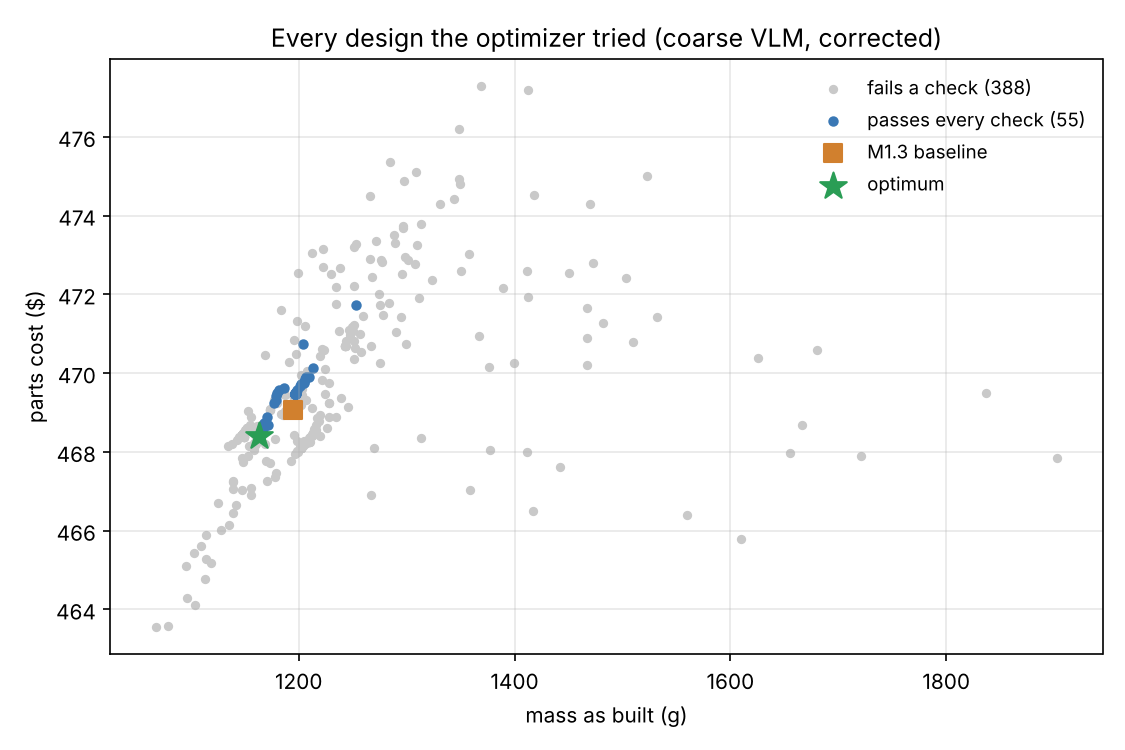 Every design the optimizer tried (coarse VLM, corrected)
fails a check (388)
passes every check (55)
M1.3 baseline
optimum
parts cost ($)
476
474
472
470
468
466
464
1200
1400
1600
1800
mass as built (g)